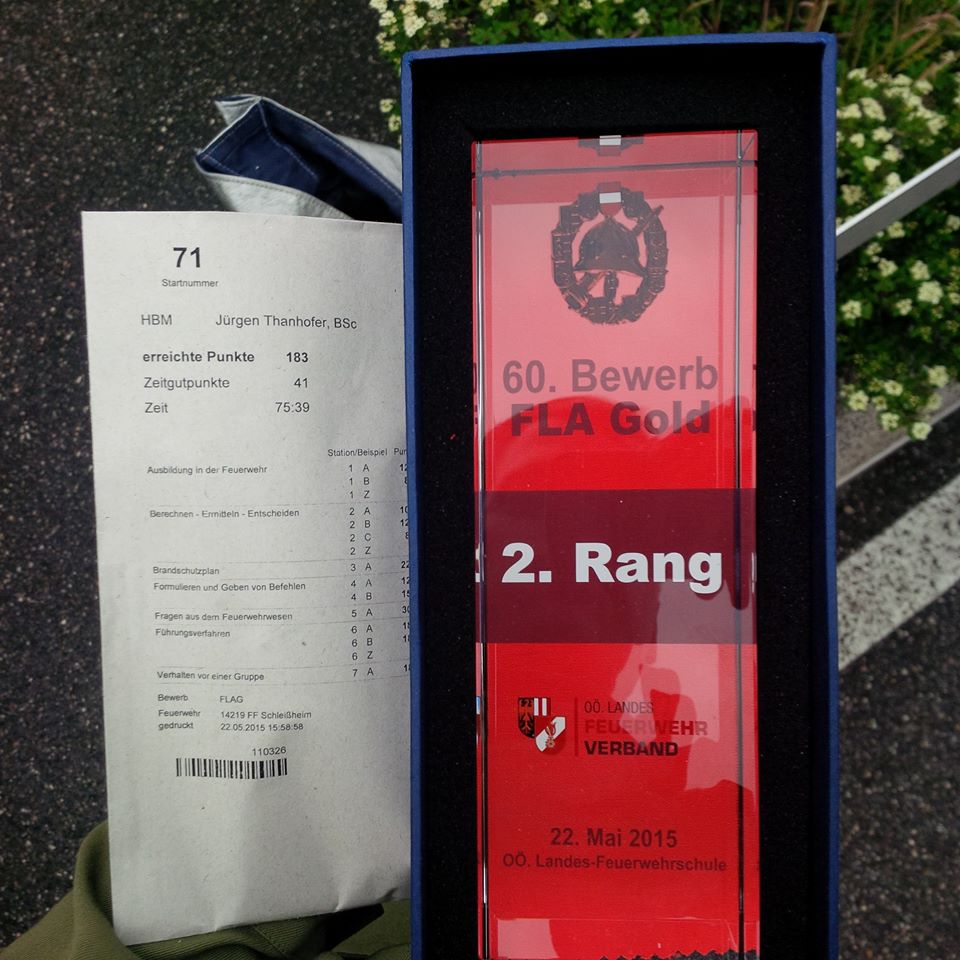 71
Startnummer
HBM Jürgen Thanhofer, BSc
erreichte Punkte 183
Zeitgutpunkte 41
Zeit 75:39
Station/Beispiel
Ausbildung in der Feuerwehr 1 A
1 B
1 Z
Berechnen - Ermitteln - Entscheiden 2 A
2 B
2 C
2 Z
Brandschutzplan 3 A
Formulieren und Geben von Befehlen 4 A
4 B
Fragen aus dem Feuerwehrwesen 5 A
Führungsverfahren 6 A
6 B
6 Z
Verhalten vor einer Gruppe 7 A
Bewerb FLAG
Feuerwehr 14219 FF Schleißheim
gedruckt 22.05.2015 15:58:58
110326
60. Bewerb
FLA Gold
2. Rang
OÖ. LANDES
FEUERWEHR
VERBAND
22. Mai 2015
OÖ. Landes-Feuerwehrschule